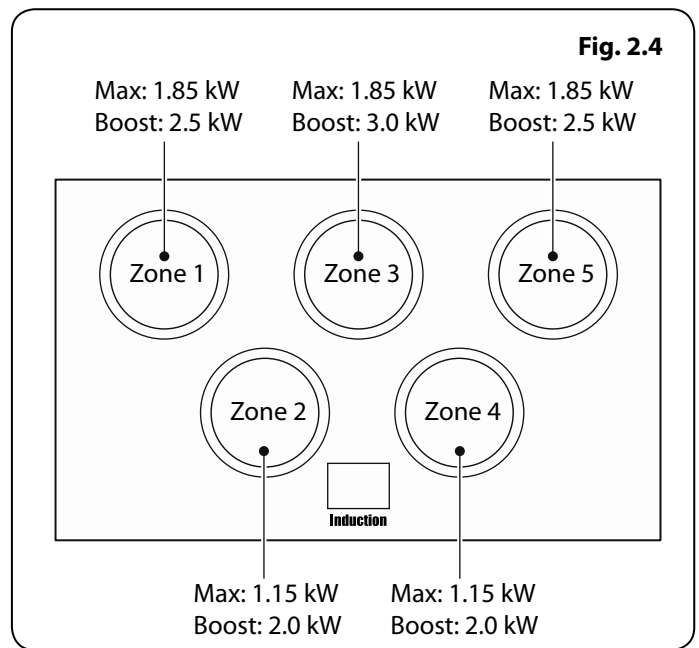 Fig. 2.4
Max: 1.85 kW
Boost: 2.5 kW
Max: 1.85 kW
Boost: 3.0 kW
Max: 1.85 kW
Boost: 2.5 kW
Zone 1
Zone 3
Zone 5
Zone 2
Zone 4
Induction
Max: 1.15 kW
Boost: 2.0 kW
Max: 1.15 kW
Boost: 2.0 kW